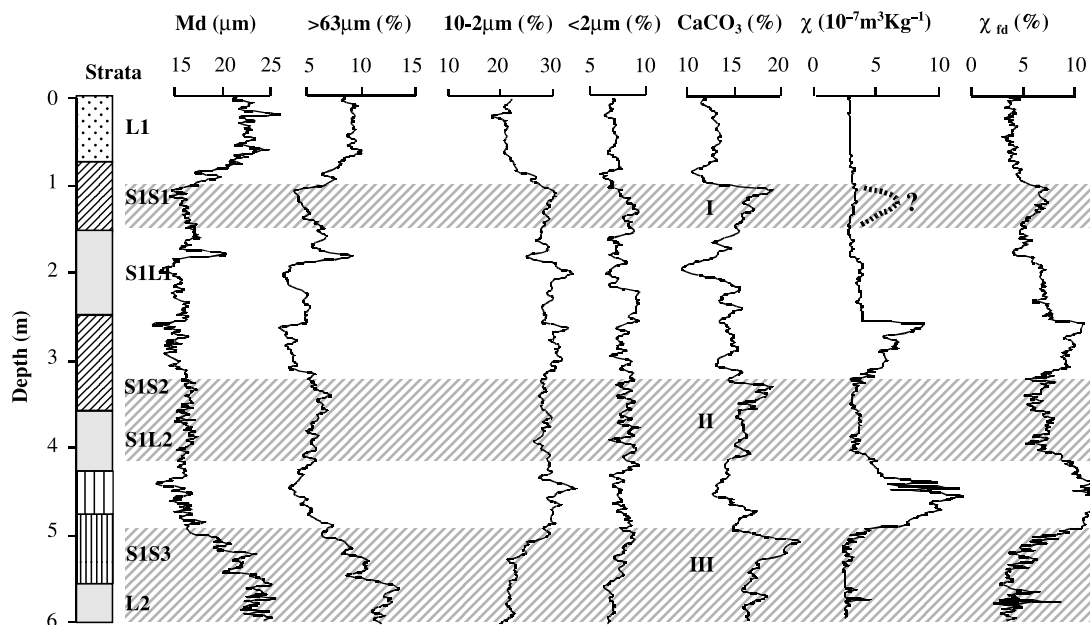 Md (μm) >63μm (%) 10-2μm (%) <2μm (%) CaCO₃ (%) χ (10⁻⁷m³Kg⁻¹) χ fd (%)
Strata 15 20 25 5 10 15 10 20 30 5 10 10 15 20 0 5 10 0 5 10
0
L1
1
S1S1 I ?
2 S1L1
3
S1S2
II
S1L2
4
5
S1S3 III
L2
6
Depth (m)